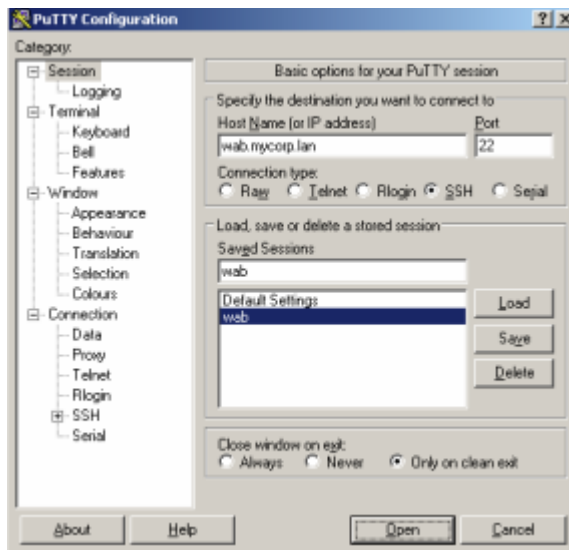 PuTTY Configuration
Category:
Session
Logging
Terminal
Keyboard
Bell
Features
Window
Appearance
Behaviour
Translation
Selection
Colours
Connection
Data
Proxy
Telnet
Rlogin
SSH
Serial
Basic options for your PuTTY session
Specify the destination you want to connect to
Host Name (or IP address) Port
wab.mycorp.lan 22
Connection type:
Raw Telnet Rlogin SSH Serial
Load, save or delete a stored session
Saved Sessions
wab
Default Settings
wab
Load
Save
Delete
Close window on exit:
Always Never Only on clean exit
About Help Open Cancel